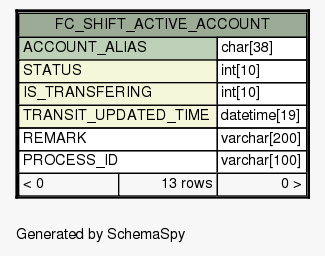 FC_SHIFT_ACTIVE_ACCOUNT
ACCOUNT_ALIAS char[38]
STATUS int[10]
IS_TRANSFERING int[10]
TRANSIT_UPDATED_TIME datetime[19]
REMARK varchar[200]
PROCESS_ID varchar[100]
< 0 13 rows 0 >
Generated by SchemaSpy